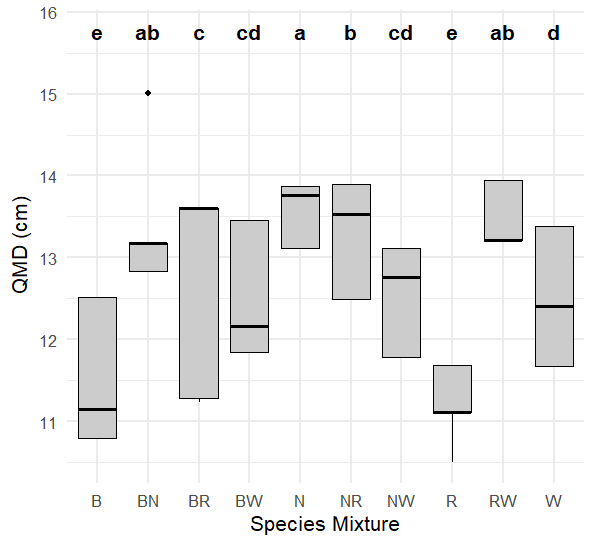 16
e ab c cd a b cd e ab d
15
14
13
12
11
QMD (cm)
B BN BR BW N NR NW R RW W
Species Mixture